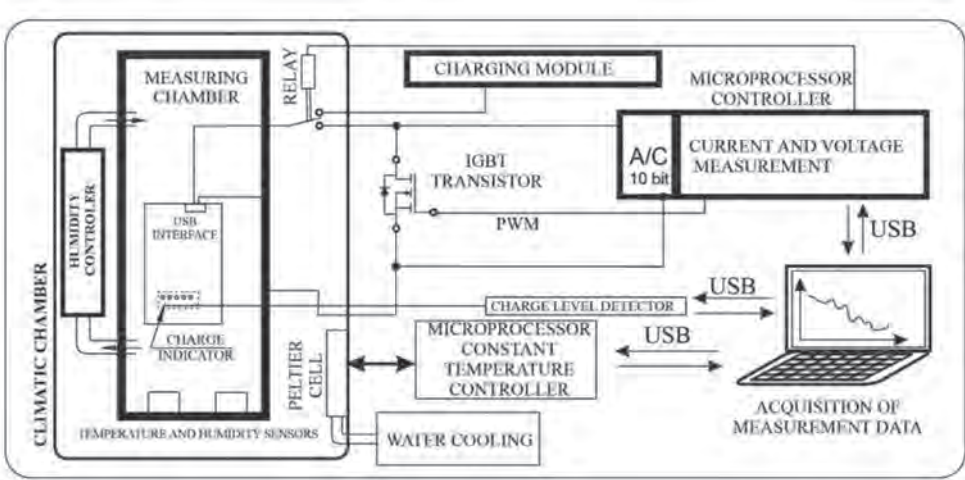 CLIMATIC CHAMBER
HUMIDITY
CONTROLER
MEASURING
CHAMBER
USB
INTERFACE
CHARGE
INDICATOR
TEMPERATURE AND HUMIDITY SENSORS
RELAY
PELTIER
CELL
CHARGING MODULE
IGBT
TRANSISTOR
PWM
MICROPROCESSOR
CONTROLLER
A/C
10 bit
CURRENT AND VOLTAGE
MEASUREMENT
USB
CHARGE LEVEL DETECTOR
USB
MICROPROCESSOR
CONSTANT
TEMPERATURE
CONTROLLER
USB
WATER COOLING
ACQUISITION OF
MEASUREMENT DATA